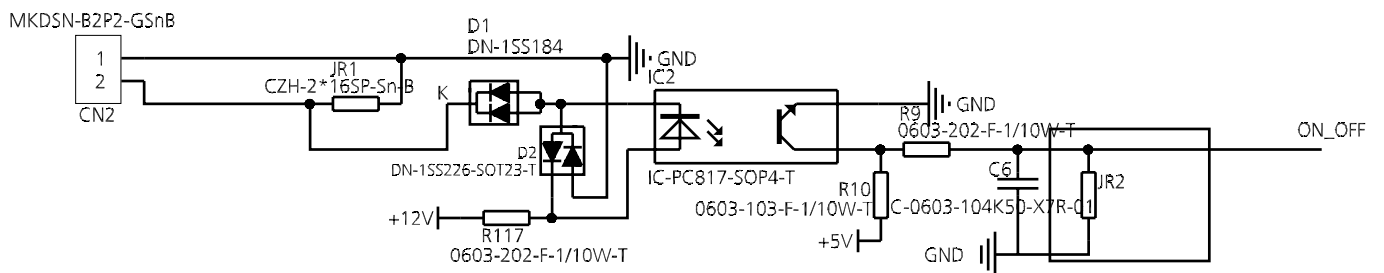 MKDSN-B2P2-GSnB
1
2
CN2
JR1
CZH-2*16SP-Sn-B
D1
DN-1SS184
K
GND
IC2
D2
DN-1SS226-SOT23-T
IC-PC817-SOP4-T
+12V
R117
0603-202-F-1/10W-T
GND
R9
0603-202-F-1/10W-T
R10
0603-103-F-1/10W-T
+5V
C6
C-0603-104K50-X7R-01
JR2
GND
ON_OFF